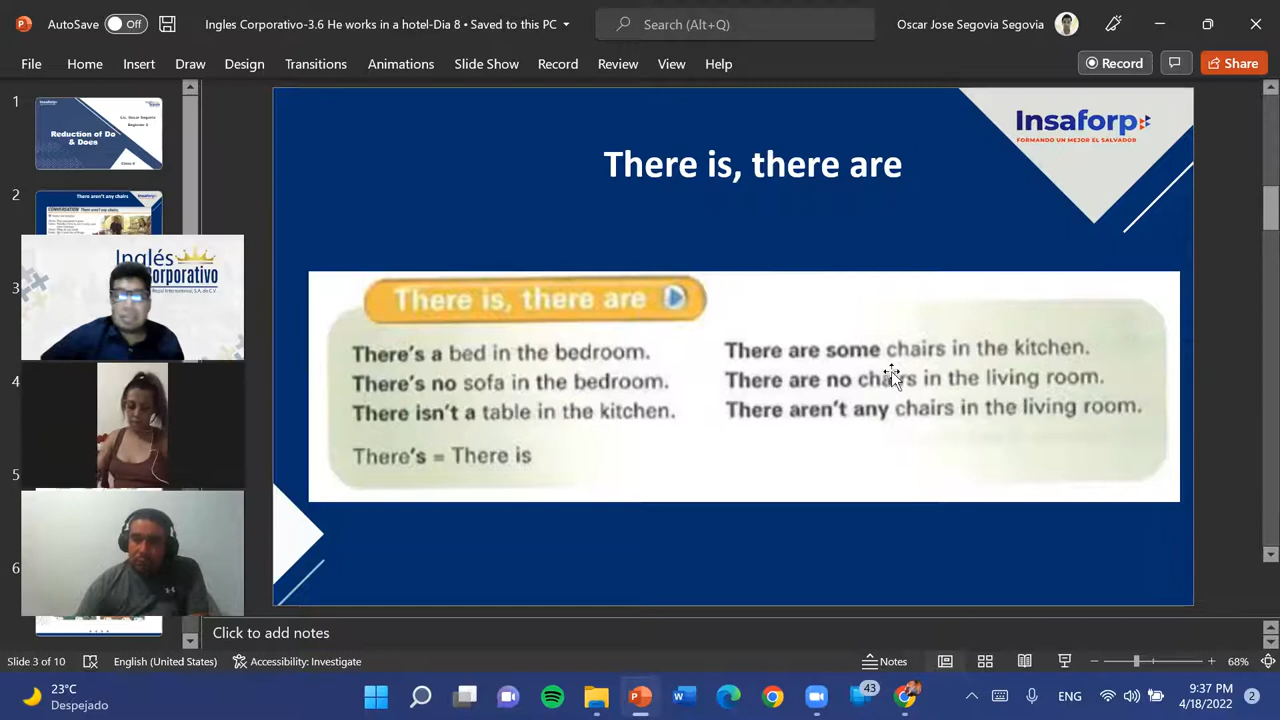 AutoSave Off Ingles Corporativo-3.6 He works in a hotel-Dia 8 • Saved to this PC Search (Alt+Q) Oscar Jose Segovia Segovia
File Home Insert Draw Design Transitions Animations Slide Show Record Review View Help Record Share
1
Lic. Oscar Segovia
Reduction of Do
& Does
2
There aren't any chairs
Insaforp
Inglés
Corporativo
3
4
5
6
Insaforp
FORMANDO UN MEJOR EL SALVADOR
There is, there are
There is, there are
There's a bed in the bedroom.
There's no sofa in the bedroom.
There isn't a table in the kitchen.
There's = There is
There are some chairs in the kitchen.
There are no chairs in the living room.
There aren't any chairs in the living room.
Click to add notes
Slide 3 of 10 English (United States) Accessibility: Investigate Notes 68%
23°C
Despejado
43
ENG
9:37 PM
4/18/2022
2